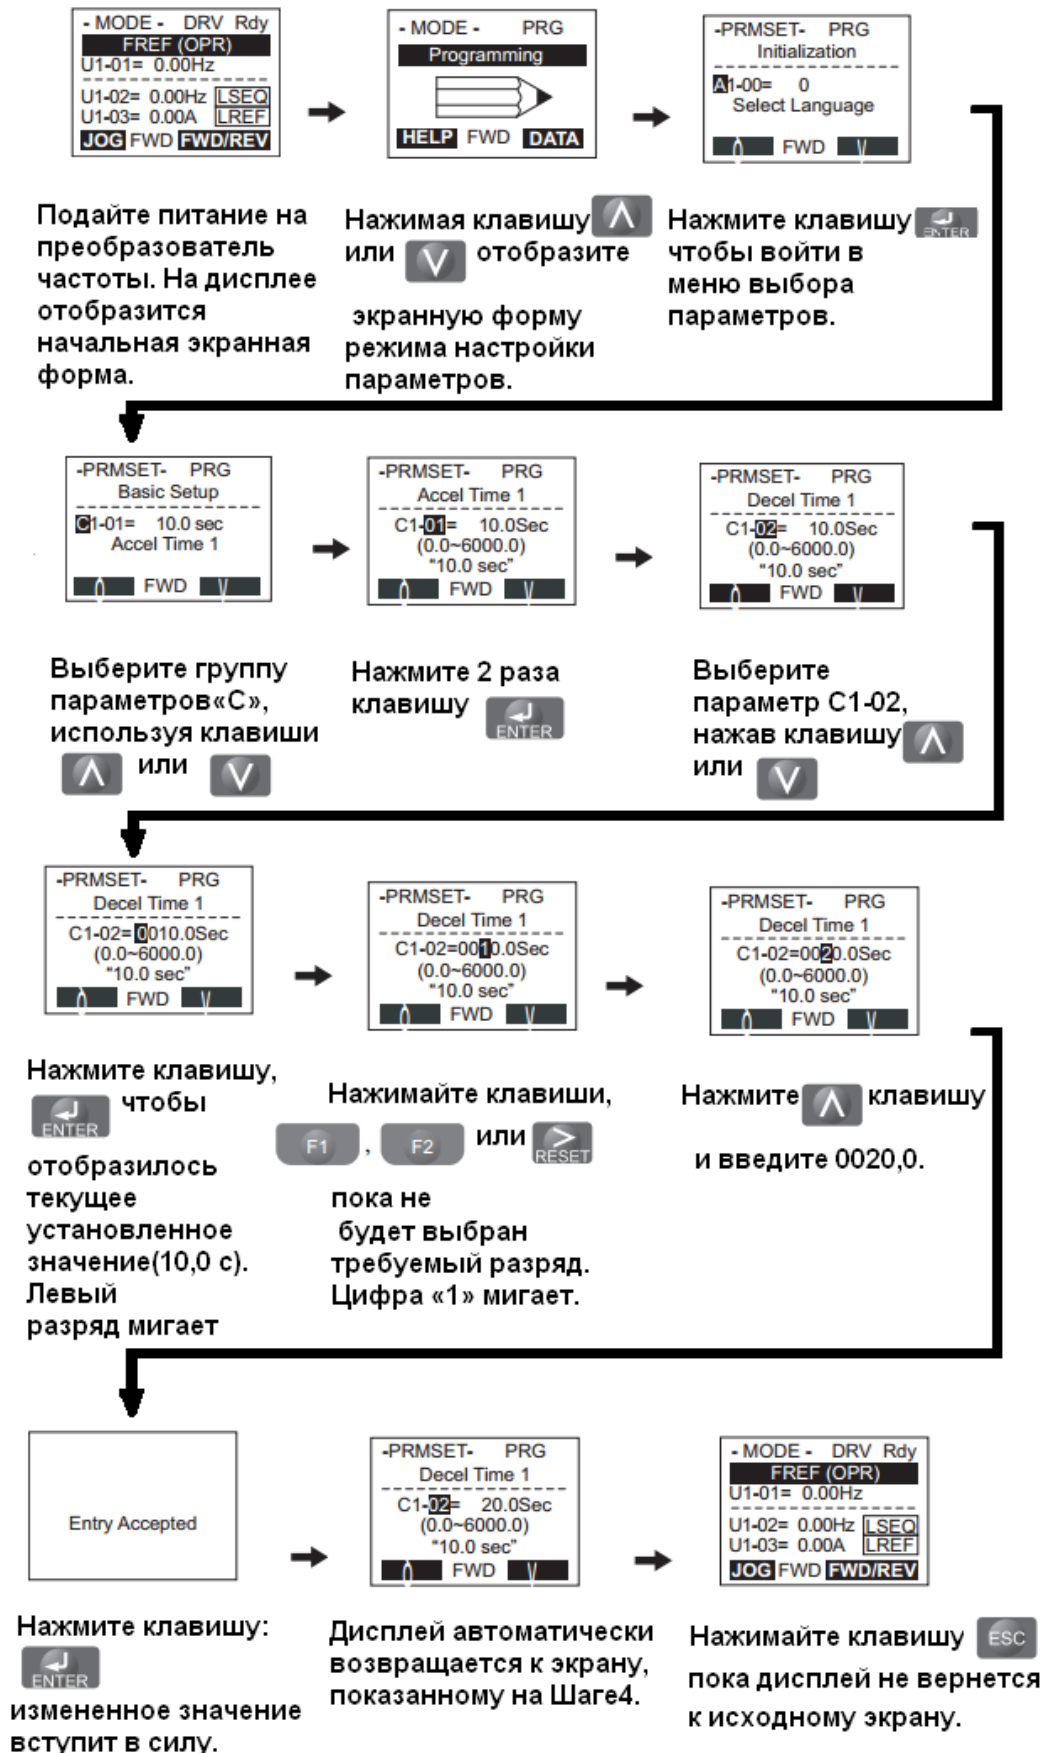 - MODE - DRV Rdy
FREF (OPR)
U1-01= 0.00Hz
U1-02= 0.00Hz LSEQ
U1-03= 0.00A LREF
JOG FWD FWD/REV
Подайте питание на
преобразователь
частоты. На дисплее
отобразится
начальная экранная
форма.
- MODE - PRG
Programming
HELP FWD DATA
Нажимая клавишу
или отобразите
экранную форму
режима настройки
параметров.
-PRMSET- PRG
Initialization
A1-00= 0
Select Language
FWD
Нажмите клавишу ENTER
чтобы войти в
меню выбора
параметров.
-PRMSET- PRG
Basic Setup
C1-01= 10.0 sec
Accel Time 1
FWD
Выберите группу
параметров«С»,
используя клавиши
или
-PRMSET- PRG
Accel Time 1
C1-01= 10.0Sec
(0.0~6000.0)
“10.0 sec”
FWD
Нажмите 2 раза
клавишу
ENTER
-PRMSET- PRG
Decel Time 1
C1-02= 10.0Sec
(0.0~6000.0)
“10.0 sec”
FWD
Выберите
параметр С1-02,
нажав клавишу
или
-PRMSET- PRG
Decel Time 1
C1-02= 0010.0Sec
(0.0~6000.0)
“10.0 sec”
FWD
Нажмите клавишу,
ENTER чтобы
отобразилось
текущее
установленное
значение(10,0 с).
Левый
разряд мигает
-PRMSET- PRG
Decel Time 1
C1-02=0010.0Sec
(0.0~6000.0)
“10.0 sec”
FWD
Нажимайте клавиши,
F1 , F2 или > RESET
пока не
будет выбран
требуемый разряд.
Цифра «1» мигает.
-PRMSET- PRG
Decel Time 1
C1-02=0020.0Sec
(0.0~6000.0)
“10.0 sec”
FWD
Нажмите клавишу
и введите 0020,0.
Entry Accepted
Нажмите клавишу:
ENTER
измененное значение
вступит в силу.
-PRMSET- PRG
Decel Time 1
C1-02= 20.0Sec
(0.0~6000.0)
“10.0 sec”
FWD
Дисплей автоматически
возвращается к экрану,
показанному на Шаге4.
- MODE - DRV Rdy
FREF (OPR)
U1-01= 0.00Hz
U1-02= 0.00Hz LSEQ
U1-03= 0.00A LREF
JOG FWD FWD/REV
Нажимайте клавишу ESC
пока дисплей не вернется
к исходному экрану.